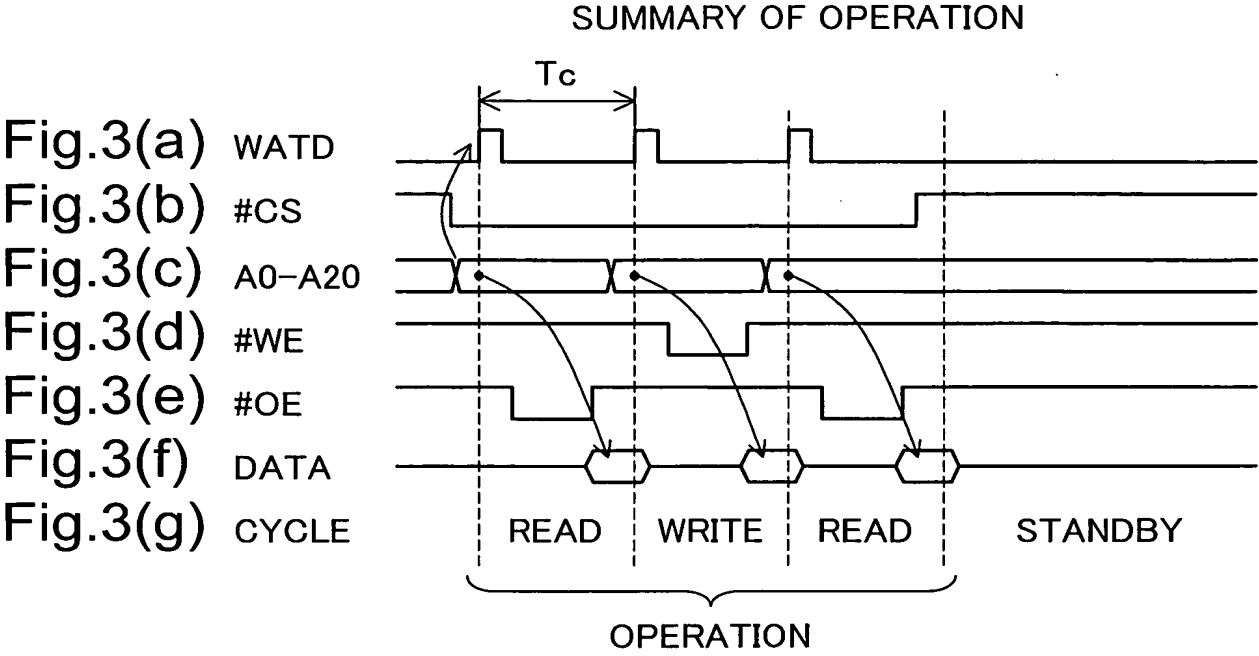 SUMMARY OF OPERATION
Tc
Fig.3(a) WATD
Fig.3(b) #CS
Fig.3(c) A0-A20
Fig.3(d) #WE
Fig.3(e) #OE
Fig.3(f) DATA
Fig.3(g) CYCLE READ WRITE READ STANDBY
OPERATION